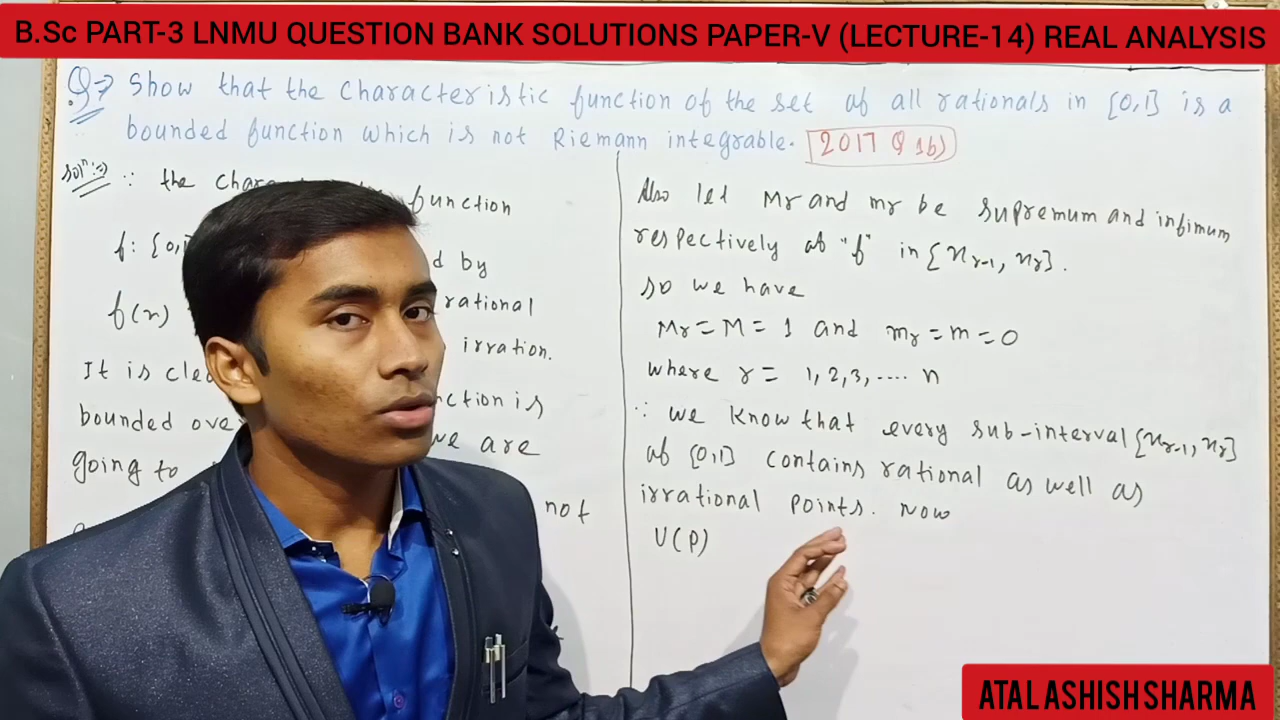 B.Sc PART-3 LNMU QUESTION BANK SOLUTIONS PAPER-V (LECTURE-14) REAL ANALYSIS
Q-7 Show that the characteristic function of the set of all rationals in [0,1] is a
bounded function which is not Riemann integrable. 2017 Q 1b)
Solⁿ:→ ∵ the function
f: [0, d by
f(x) rational
irration.
It is nction is
bounded we are
going to
not
Also let Mr and mr be supremum and infimum
respectively of "f" in [xr-1, xr].
so we have
Mr = M = 1 and mr = m = 0
where r = 1, 2, 3, .... n
∵ we know that every sub-interval [xr-1, xr]
of [0,1] contains rational as well as
irrational points. Now
U(P)
ATAL ASHISH SHARMA